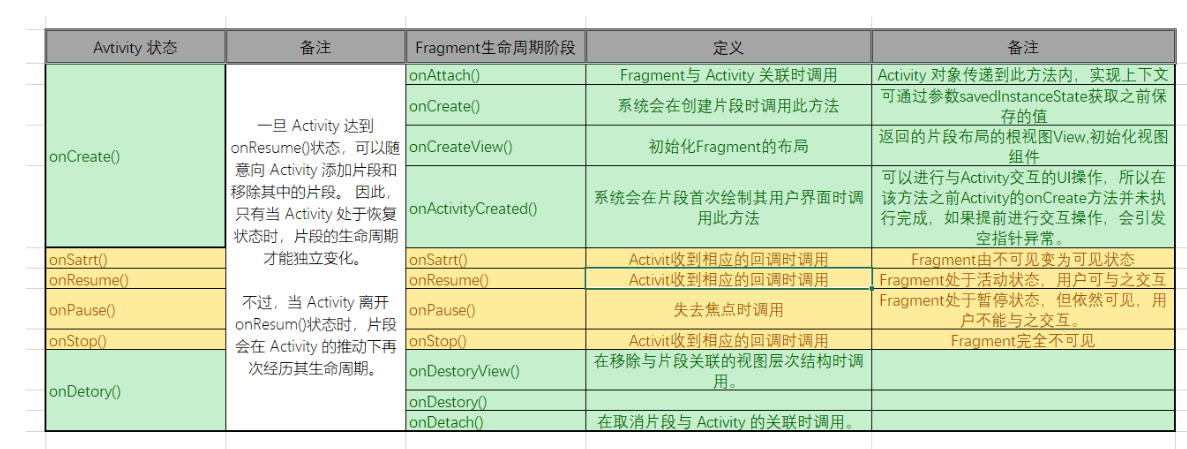 Avtivity 状态
备注
Fragment生命周期阶段
定义
备注
onCreate()
一旦 Activity 达到
onResume()状态，可以随
意向 Activity 添加片段和
移除其中的片段。 因此，
只有当 Activity 处于恢复
状态时，片段的生命周期
才能独立变化。
不过，当 Activity 离开
onResum()状态时，片段
会在 Activity 的推动下再
次经历其生命周期。
onAttach()
Fragment与 Activity 关联时调用
Activity 对象传递到此方法内，实现上下文
onCreate()
系统会在创建片段时调用此方法
可通过参数savedInstanceState获取之前保
存的值
onCreateView()
初始化Fragment的布局
返回的片段布局的根视图View,初始化视图
组件
onActivityCreated()
系统会在片段首次绘制其用户界面时调
用此方法
可以进行与Activity交互的UI操作，所以在
该方法之前Activity的onCreate方法并未执
行完成，如果提前进行交互操作，会引发
空指针异常。
onSatrt()
onSatrt()
Activit收到相应的回调时调用
Fragment由不可见变为可见状态
onResume()
onResume()
Activit收到相应的回调时调用
Fragment处于活动状态，用户可与之交互
onPause()
onPause()
失去焦点时调用
Fragment处于暂停状态，但依然可见，用
户不能与之交互。
onStop()
onStop()
Activit收到相应的回调时调用
Fragment完全不可见
onDetory()
onDestoryView()
在移除与片段关联的视图层次结构时调
用。
onDestory()
onDetach()
在取消片段与 Activity 的关联时调用。